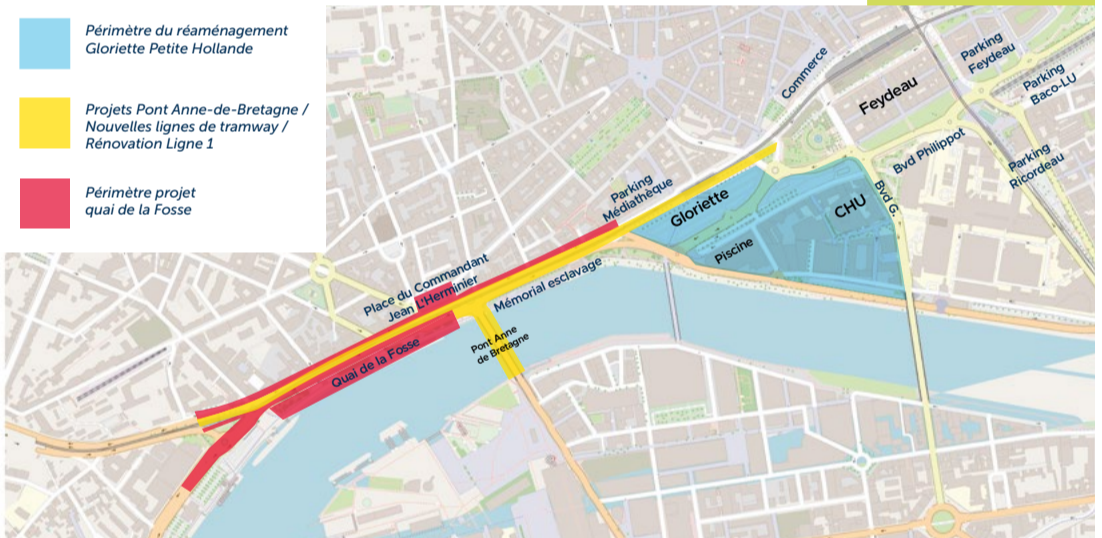 Périmètre du réaménagement
Gloriette Petite Hollande
Projets Pont Anne-de-Bretagne /
Nouvelles lignes de tramway /
Rénovation Ligne 1
Périmètre projet
quai de la Fosse
Commerce
Feydeau
Parking
Feydeau
Parking
Baco-LU
Bvd Philippot
Parking
Ricordeau
Parking
Médiathèque
Gloriette
CHU
Bvd G.
Piscine
Place du Commandant
Jean L'Herminier
Mémorial esclavage
Quai de la Fosse
Pont Anne
de Bretagne